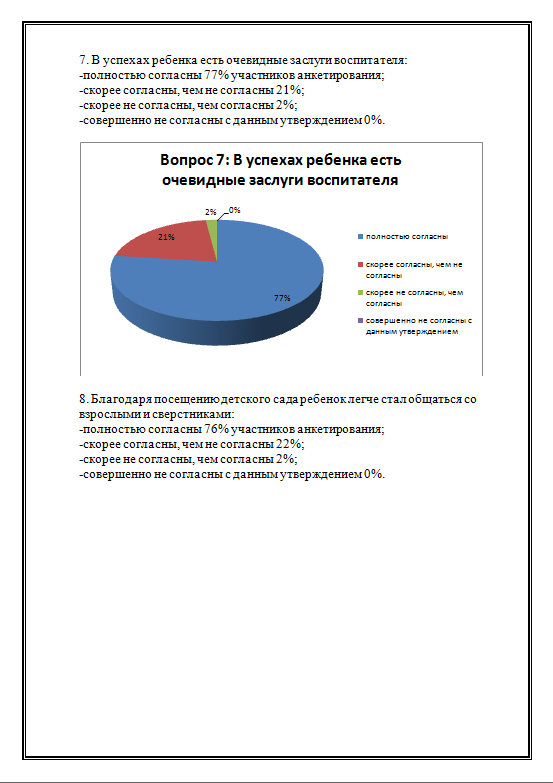 7. В успехах ребенка есть очевидные заслуги воспитателя:
-полностью согласны 77% участников анкетирования;
-скорее согласны, чем не согласны 21%;
-скорее не согласны, чем согласны 2%;
-совершенно не согласны с данным утверждением 0%.
Вопрос 7: В успехах ребенка есть
очевидные заслуги воспитателя
2%
0%
21%
77%
полностью согласны
скорее согласны, чем не
согласны
скорее не согласны, чем
согласны
совершенно не согласны с
данным утверждением
8. Благодаря посещению детского сада ребенок легче стал общаться со
взрослыми и сверстниками:
-полностью согласны 76% участников анкетирования;
-скорее согласны, чем не согласны 22%;
-скорее не согласны, чем согласны 2%;
-совершенно не согласны с данным утверждением 0%.